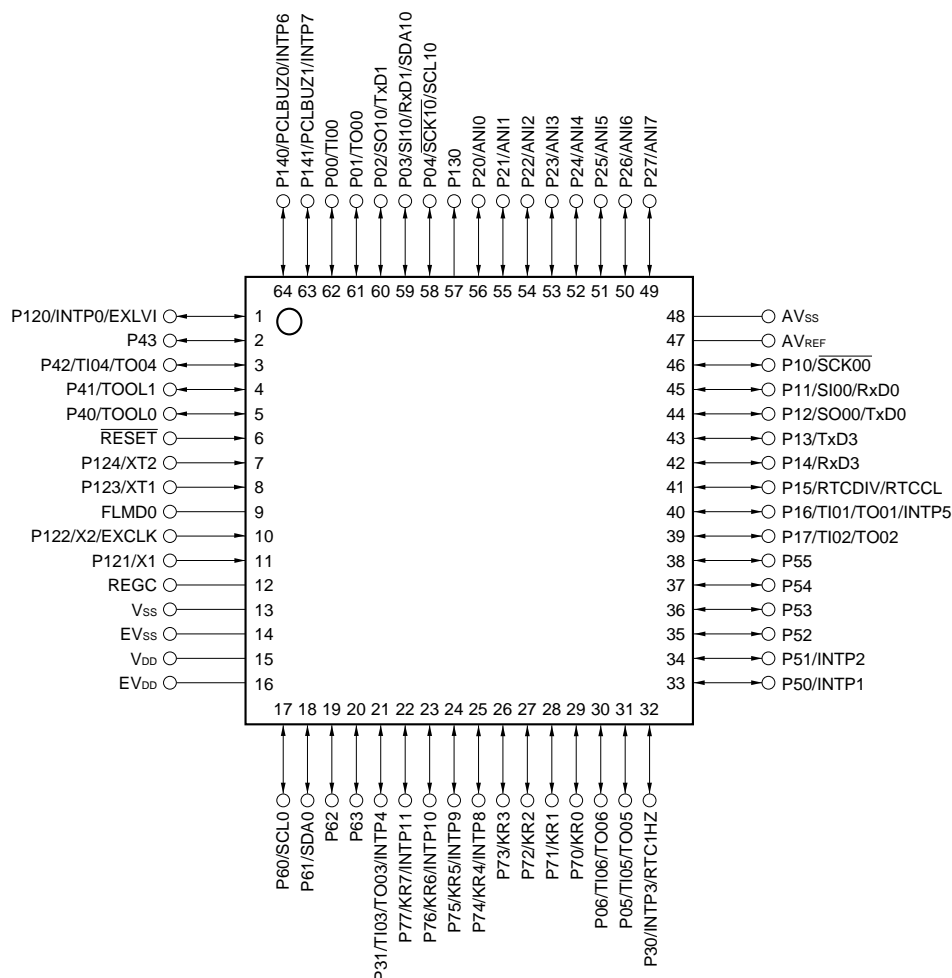 P140/PCLBUZ0/INTP6
P141/PCLBUZ1/INTP7
P00/TI00
P01/TO00
P02/SO10/TxD1
P03/SI10/RxD1/SDA10
P04/SCK10/SCL10
P130
P20/ANI0
P21/ANI1
P22/ANI2
P23/ANI3
P24/ANI4
P25/ANI5
P26/ANI6
P27/ANI7
64 63 62 61 60 59 58 57 56 55 54 53 52 51 50 49
P120/INTP0/EXLVI 1
P43 2
P42/TI04/TO04 3
P41/TOOL1 4
P40/TOOL0 5
RESET 6
P124/XT2 7
P123/XT1 8
FLMD0 9
P122/X2/EXCLK 10
P121/X1 11
REGC 12
VSS 13
EVSS 14
VDD 15
EVDD 16
48 AVSS
47 AVREF
46 P10/SCK00
45 P11/SI00/RxD0
44 P12/SO00/TxD0
43 P13/TxD3
42 P14/RxD3
41 P15/RTCDIV/RTCCL
40 P16/TI01/TO01/INTP5
39 P17/TI02/TO02
38 P55
37 P54
36 P53
35 P52
34 P51/INTP2
33 P50/INTP1
17 18 19 20 21 22 23 24 25 26 27 28 29 30 31 32
P60/SCL0
P61/SDA0
P62
P63
P31/TI03/TO03/INTP4
P77/KR7/INTP11
P76/KR6/INTP10
P75/KR5/INTP9
P74/KR4/INTP8
P73/KR3
P72/KR2
P71/KR1
P70/KR0
P06/TI06/TO06
P05/TI05/TO05
P30/INTP3/RTC1HZ